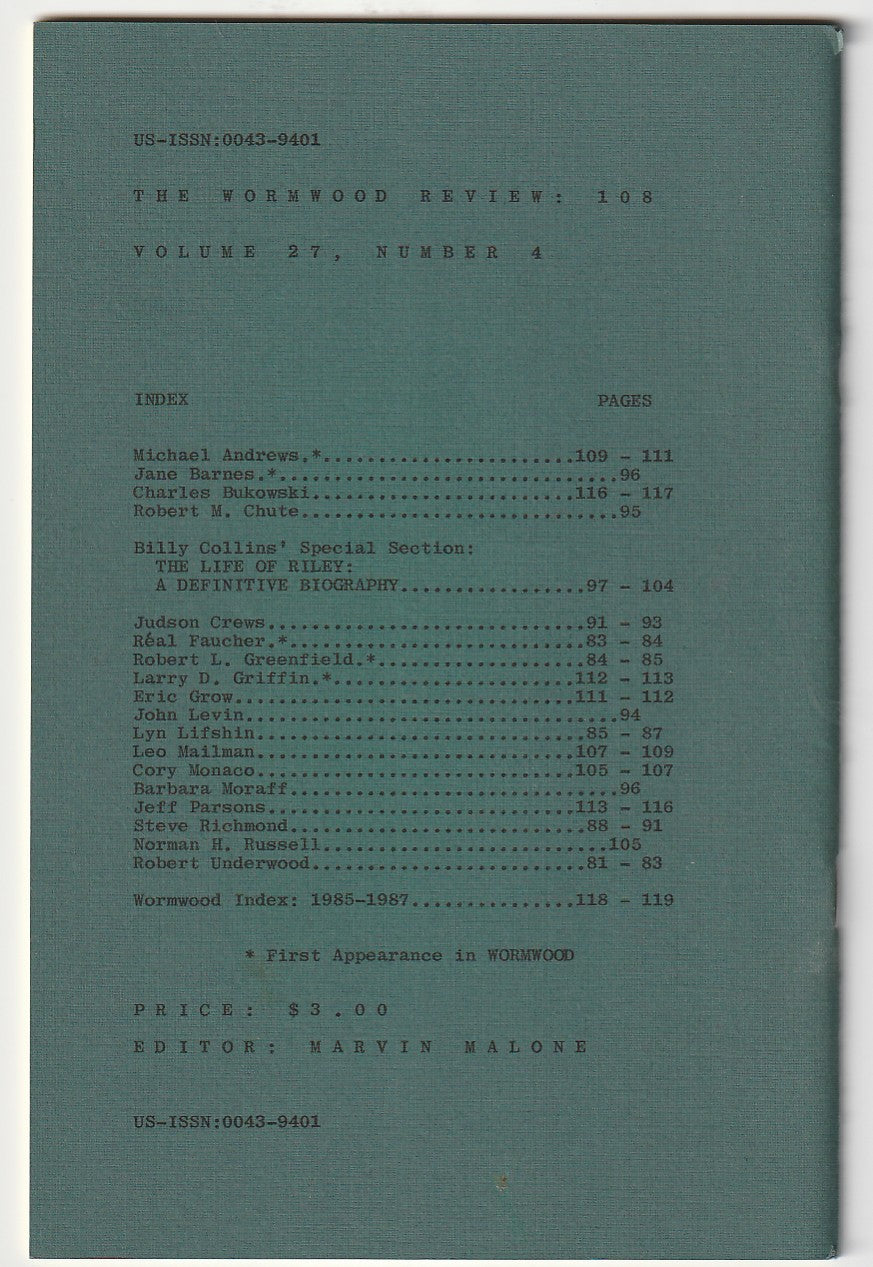 US-ISSN:0043-9401
THE WORMWOOD REVIEW: 108
VOLUME 27, NUMBER 4
INDEX PAGES
Michael Andrews.*.......................109 - 111
Jane Barnes.*...............................96
Charles Bukowski........................116 - 117
Robert M. Chute.............................95
Billy Collins' Special Section:
THE LIFE OF RILEY:
A DEFINITIVE BIOGRAPHY.................97 - 104
Judson Crews.............................91 - 93
Réal Faucher.*...........................83 - 84
Robert L. Greenfield.*...................84 - 85
Larry D. Griffin.*......................112 - 113
Eric Grow...............................111 - 112
John Levin..................................94
Lyn Lifshin..............................85 - 87
Leo Mailman.............................107 - 109
Cory Monaco.............................105 - 107
Barbara Moraff..............................96
Jeff Parsons............................113 - 116
Steve Richmond...........................88 - 91
Norman H. Russell..........................105
Robert Underwood.........................81 - 83
Wormwood Index: 1985-1987...............118 - 119
* First Appearance in WORMWOOD
PRICE: $3.00
EDITOR: MARVIN MALONE
US-ISSN:0043-9401